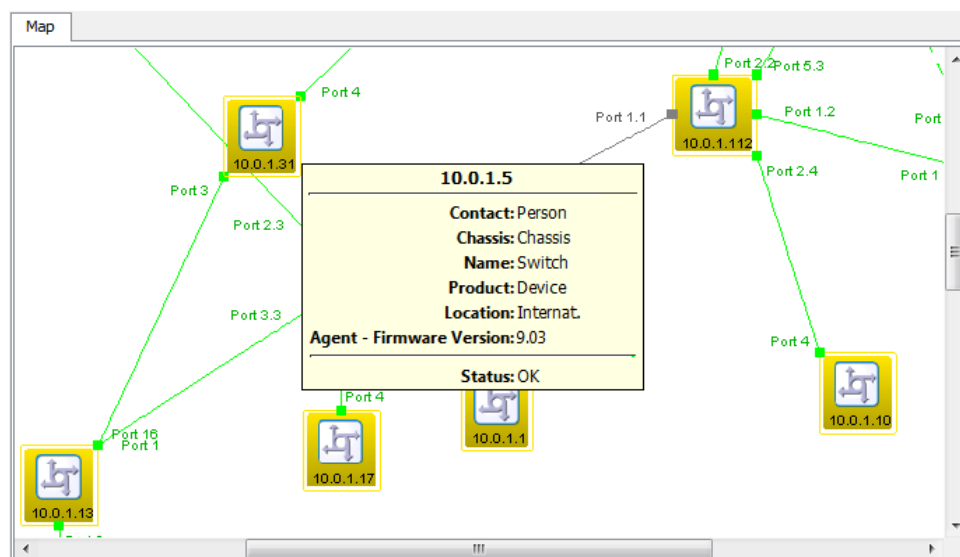 Map
Port 2.2
Port 5.3
Port 4
Port 1.1
Port 1.2
Port
10.0.1.31
10.0.1.112
Port 3
Port 2.4
Port 1
10.0.1.5
Contact: Person
Chassis: Chassis
Name: Switch
Product: Device
Location: Internat.
Agent - Firmware Version: 9.03
Status: OK
Port 2.3
Port 3.3
Port 4
Port 4
10.0.1.10
10.0.1.1
Port 16
Port 1
10.0.1.17
10.0.1.13